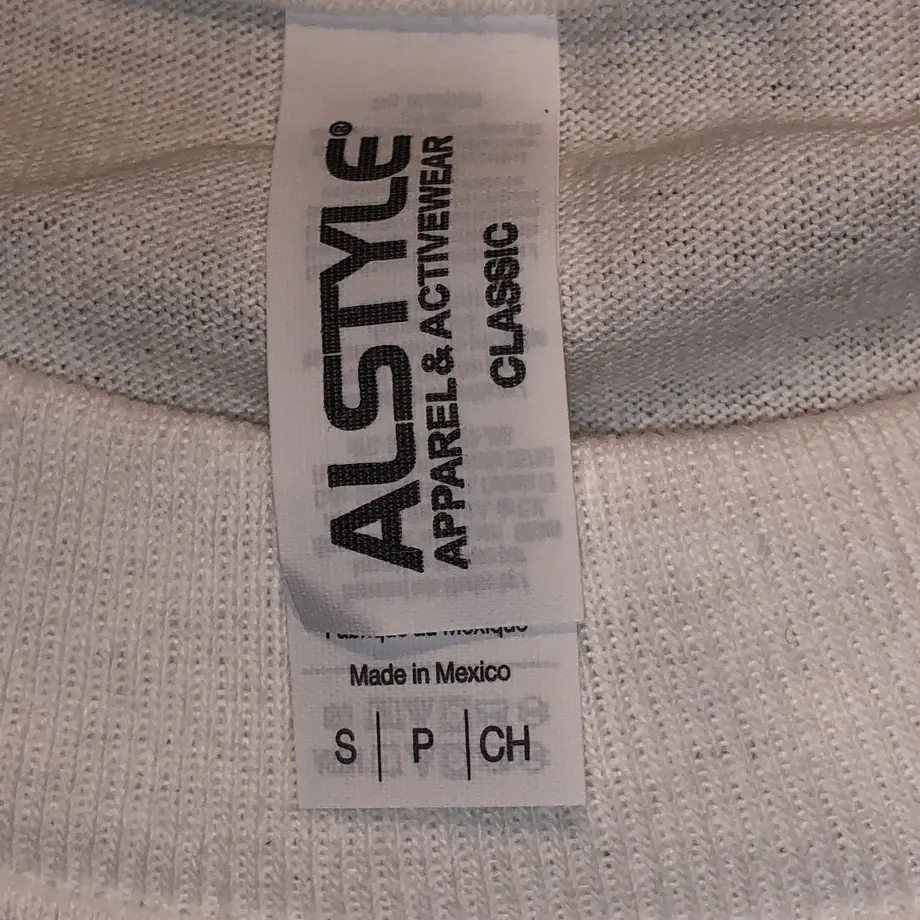 ALSTYLE®
APPAREL & ACTIVEWEAR
CLASSIC
Made in Mexico
S | P | CH